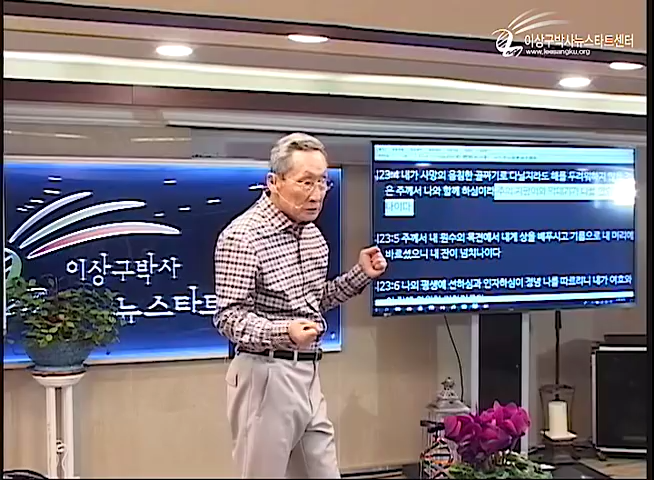 이상구박사뉴스타트센터
www.leesangku.org
23:4 내가 사망의 음침한 골짜기로 다닐지라도 해를 두려워하지
은 주께서 나와 함께 하심이라
나이다
23:5 주께서 내 원수의 목전에서 내게 상을 베푸시고 기름으로 내 머리에
바르셨으니 내 잔이 넘치나이다
23:6 나의 평생에 선하심과 인자하심이 정녕 나를 따르리니 내가 여호와
이상구박사
뉴스타트